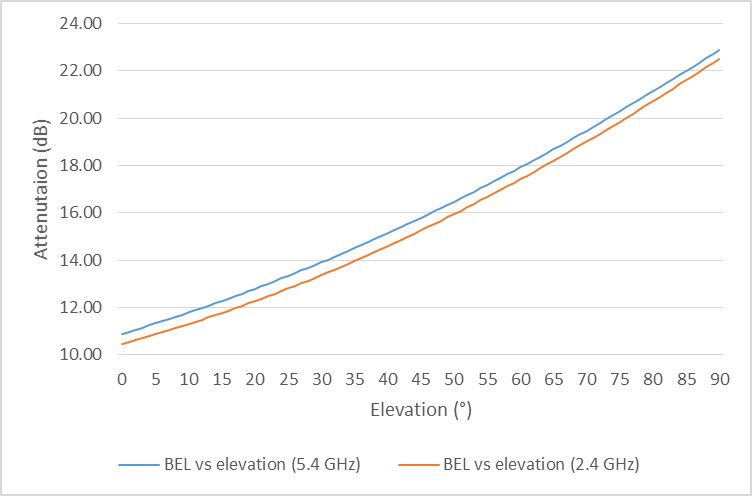 24.00
22.00
20.00
18.00
16.00
14.00
12.00
10.00
Attenutaion (dB)
0 5 10 15 20 25 30 35 40 45 50 55 60 65 70 75 80 85 90
Elevation (°)
BEL vs elevation (5.4 GHz) BEL vs elevation (2.4 GHz)